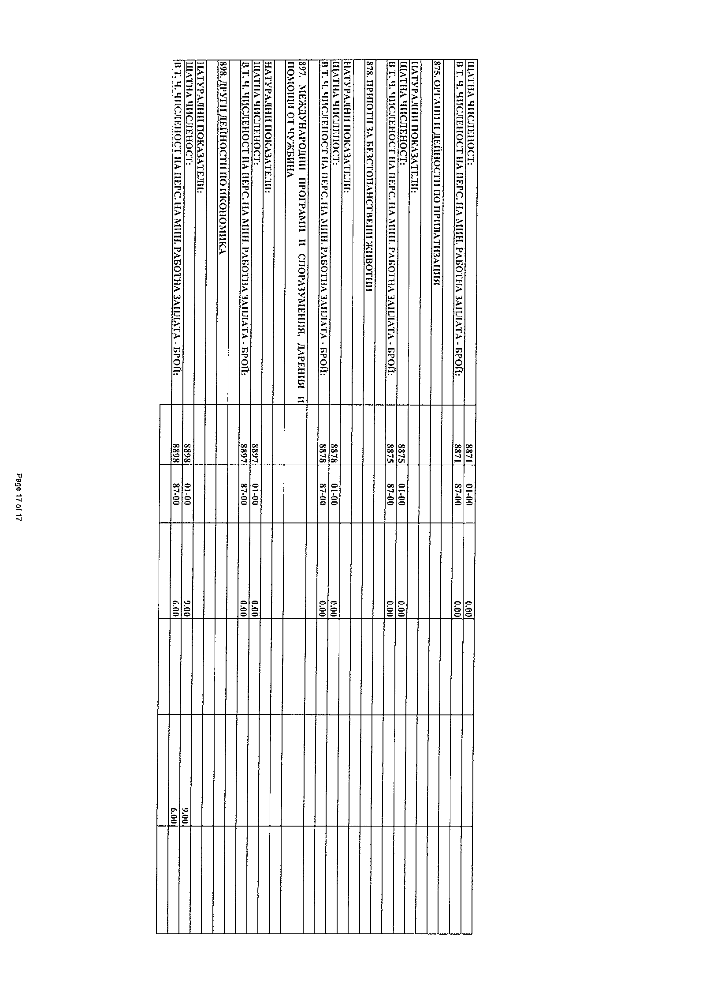 ЩАТНА ЧИСЛЕНОСТ: 8871 01-00 0.00
В Т. Ч. ЧИСЛЕНОСТ НА ПЕРС. НА МИН. РАБОТНА ЗАПЛАТА - БРОЙ: 8871 87-00 0.00
875. ОРГАНИ И ДЕЙНОСТИ ПО ПРИВАТИЗАЦИЯ
НАТУРАЛНИ ПОКАЗАТЕЛИ:
ЩАТНА ЧИСЛЕНОСТ: 8875 01-00 0.00
В Т. Ч. ЧИСЛЕНОСТ НА ПЕРС. НА МИН. РАБОТНА ЗАПЛАТА - БРОЙ: 8875 87-00 0.00
878. ПРИЮТИ ЗА БЕЗСТОПАНСТВЕНИ ЖИВОТНИ
НАТУРАЛНИ ПОКАЗАТЕЛИ:
ЩАТНА ЧИСЛЕНОСТ: 8878 01-00 0.00
В Т. Ч. ЧИСЛЕНОСТ НА ПЕРС. НА МИН. РАБОТНА ЗАПЛАТА - БРОЙ: 8878 87-00 0.00
897. МЕЖДУНАРОДНИ ПРОГРАМИ И СПОРАЗУМЕНИЯ, ДАРЕНИЯ И
ПОМОЩИ ОТ ЧУЖБИНА
НАТУРАЛНИ ПОКАЗАТЕЛИ:
ЩАТНА ЧИСЛЕНОСТ: 8897 01-00 0.00
В Т. Ч. ЧИСЛЕНОСТ НА ПЕРС. НА МИН. РАБОТНА ЗАПЛАТА - БРОЙ: 8897 87-00 0.00
898. ДРУГИ ДЕЙНОСТИ ПО ИКОНОМИКА
НАТУРАЛНИ ПОКАЗАТЕЛИ:
ЩАТНА ЧИСЛЕНОСТ: 8898 01-00 9.00 9.00
В Т. Ч. ЧИСЛЕНОСТ НА ПЕРС. НА МИН. РАБОТНА ЗАПЛАТА - БРОЙ: 8898 87-00 6.00 6.00
Page 17 of 17